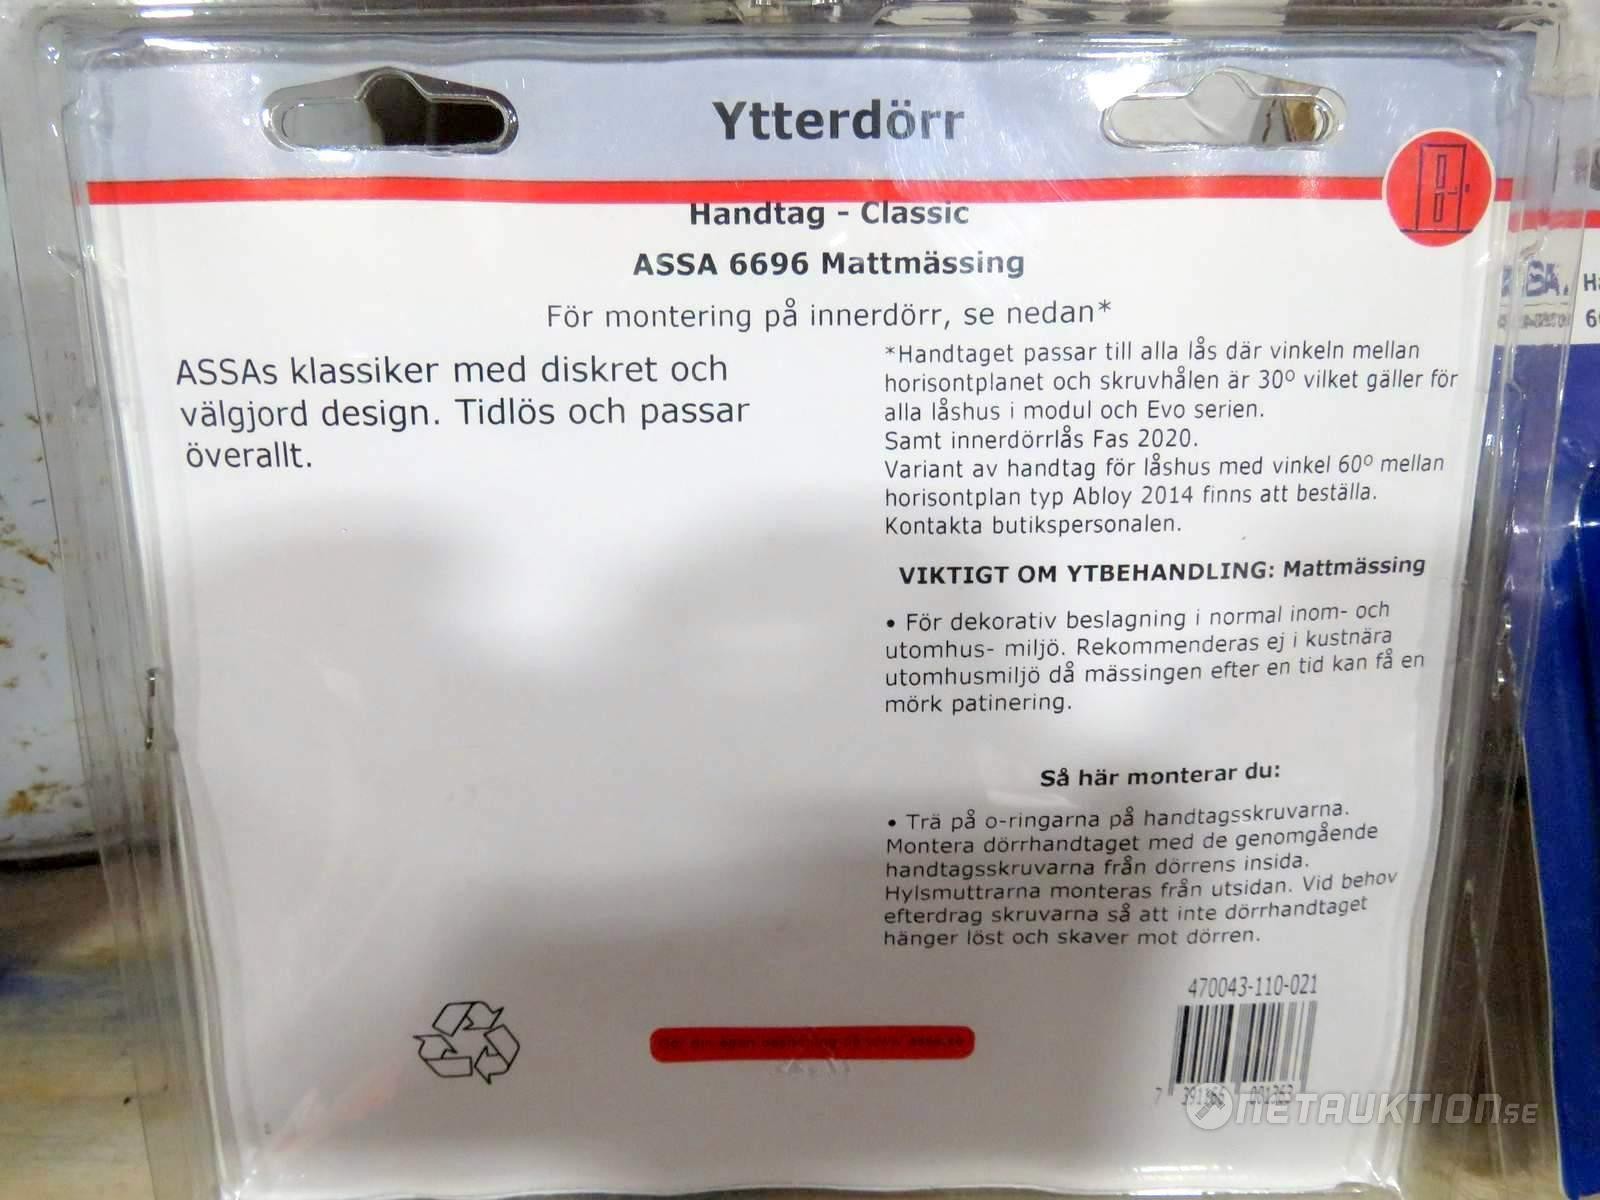 Ytterdörr
Handtag - Classic
ASSA 6696 Mattmässing
För montering på innerdörr, se nedan*
ASSAs klassiker med diskret och
välgjord design. Tidlös och passar
överallt.
*Handtaget passar till alla lås där vinkeln mellan
horisontplanet och skruvhålen är 30º vilket gäller för
alla låshus i modul och Evo serien.
Samt innerdörrlås Fas 2020.
Variant av handtag för låshus med vinkel 60º mellan
horisontplan typ Abloy 2014 finns att beställa.
Kontakta butikspersonalen.
VIKTIGT OM YTBEHANDLING: Mattmässing
• För dekorativ beslagning i normal inom- och
utomhus- miljö. Rekommenderas ej i kustnära
utomhusmiljö då mässingen efter en tid kan få en
mörk patinering.
Så här monterar du:
• Trä på o-ringarna på handtagsskruvarna.
Montera dörrhandtaget med de genomgående
handtagsskruvarna från dörrens insida.
Hylsmuttrarna monteras från utsidan. Vid behov
efterdrag skruvarna så att inte dörrhandtaget
hänger löst och skaver mot dörren.
470043-110-021
7
NETAUKTION.SE